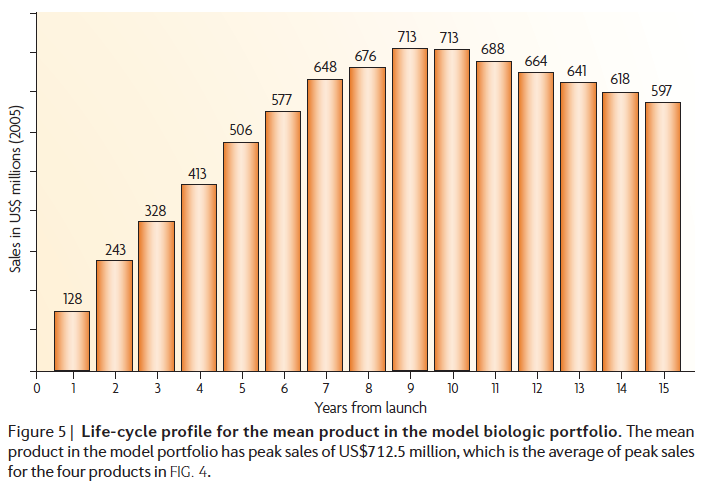 Sales in US$ millions (2005)
128
243
328
413
506
577
648
676
713
713
688
664
641
618
597
0 1 2 3 4 5 6 7 8 9 10 11 12 13 14 15
Years from launch
Figure 5 | Life-cycle profile for the mean product in the model biologic portfolio. The mean
product in the model portfolio has peak sales of US$712.5 million, which is the average of peak sales
for the four products in FIG. 4.